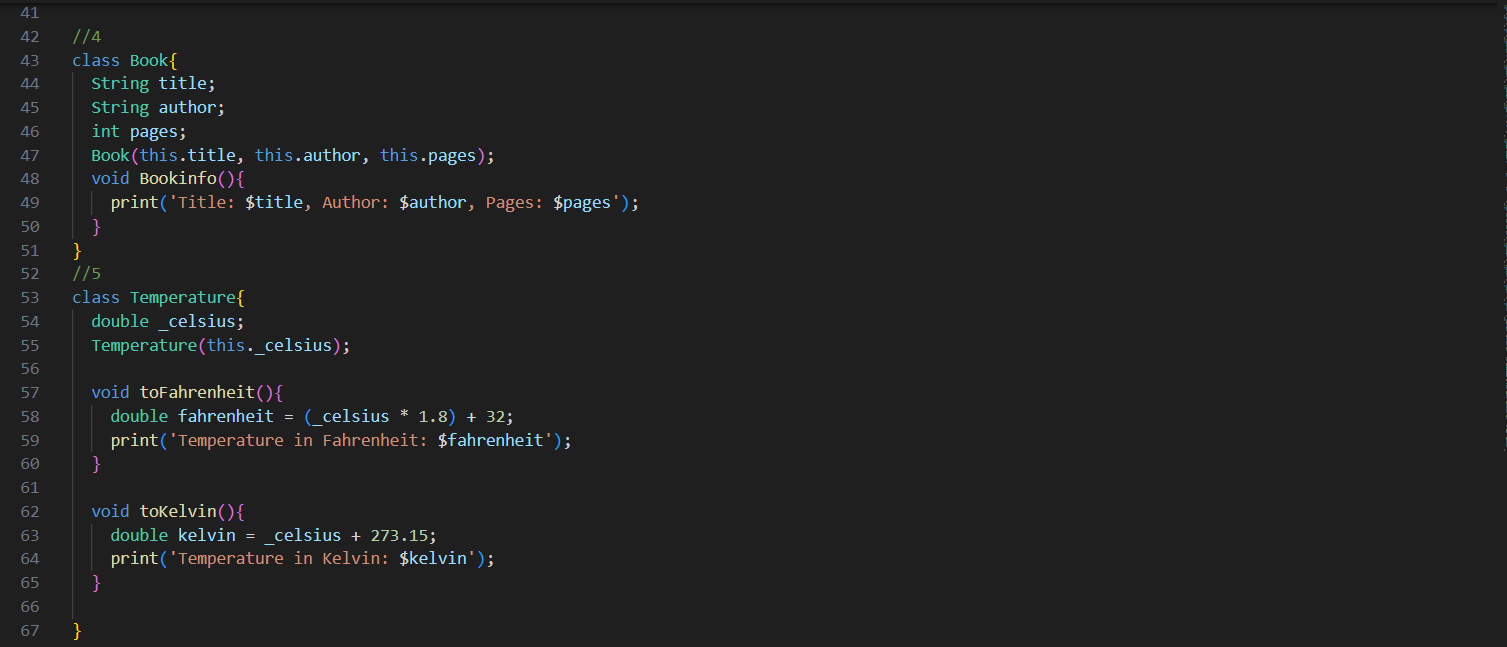 41
42 //4
43 class Book{
44   String title;
45   String author;
46   int pages;
47   Book(this.title, this.author, this.pages);
48   void Bookinfo(){
49     print('Title: $title, Author: $author, Pages: $pages');
50   }
51 }
52 //5
53 class Temperature{
54   double _celsius;
55   Temperature(this._celsius);
56
57   void toFahrenheit(){
58     double fahrenheit = (_celsius * 1.8) + 32;
59     print('Temperature in Fahrenheit: $fahrenheit');
60   }
61
62   void toKelvin(){
63     double kelvin = _celsius + 273.15;
64     print('Temperature in Kelvin: $kelvin');
65   }
66
67 }